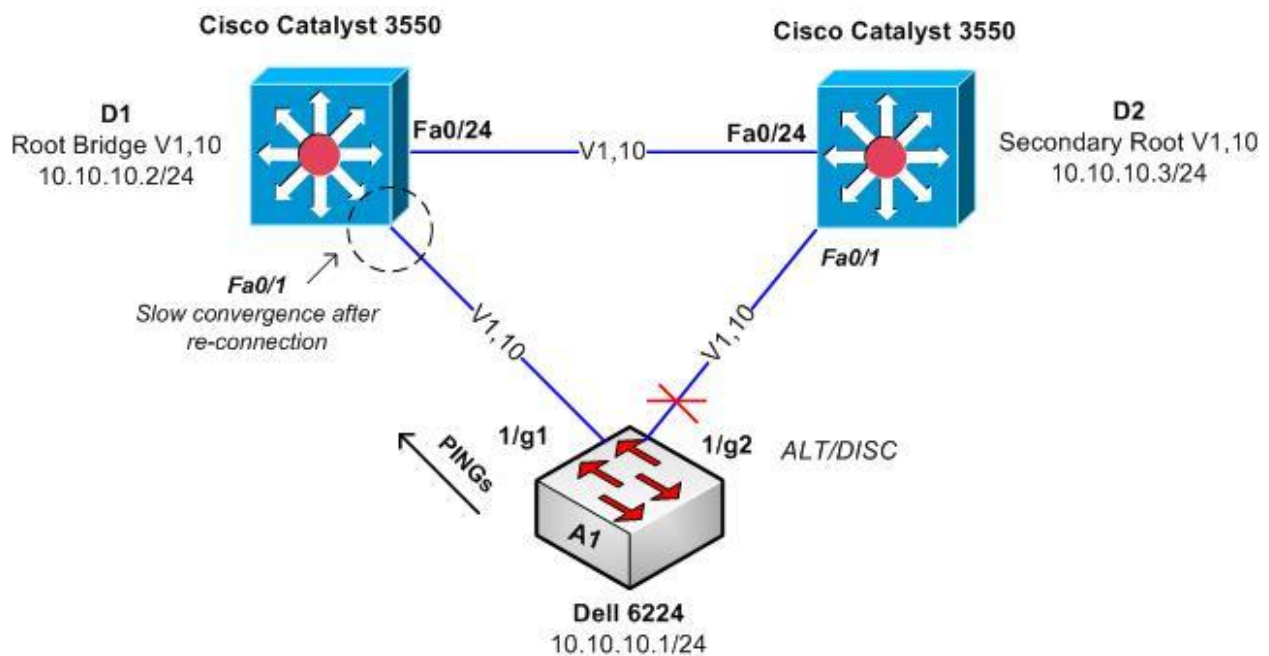 Cisco Catalyst 3550
Cisco Catalyst 3550
D1
Root Bridge V1,10
10.10.10.2/24
Fa0/24
V1,10
Fa0/24
D2
Secondary Root V1,10
10.10.10.3/24
Fa0/1
Slow convergence after
re-connection
Fa0/1
V1,10
V1,10
PINGs
1/g1
1/g2
ALT/DISC
A1
Dell 6224
10.10.10.1/24